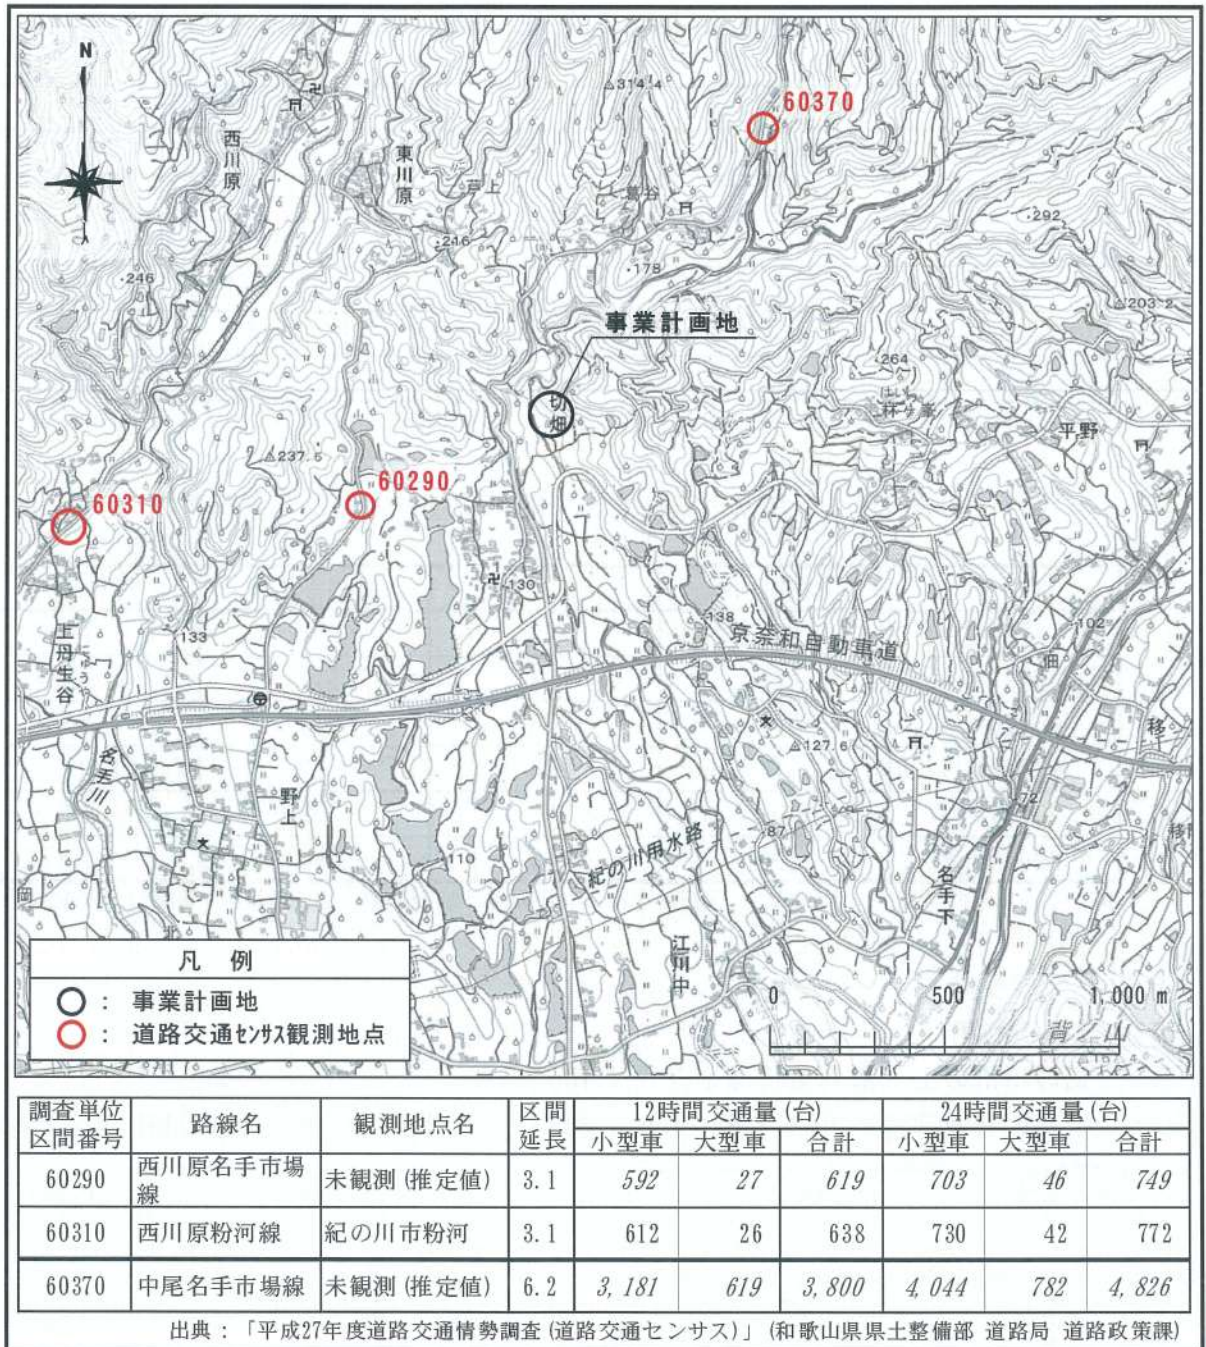 N
60370
△314.4
西川原
東川原
芦上
葛谷
・216
・292
・178
・246
△203.2
事業計画地
・264
切畑
はいぶ
平野
△237.5
60290
60310
・130
・138
京奈和自動車道
・102
佃
上丹生谷
・133
移
△127.6
名手川
野上
・72
・87
紀の川用水路
・110
名手下
江川中
北
岡
凡 例
○ : 事業計画地
○ : 道路交通センサス観測地点
0 500 1,000 m
背ノ山
調査単位区間番号 路線名 観測地点名 区間延長 12時間交通量(台) 24時間交通量(台)
小型車 大型車 合計 小型車 大型車 合計
60290 西川原名手市場線 未観測(推定値) 3.1 592 27 619 703 46 749
60310 西川原粉河線 紀の川市粉河 3.1 612 26 638 730 42 772
60370 中尾名手市場線 未観測(推定値) 6.2 3,181 619 3,800 4,044 782 4,826
出典：「平成27年度道路交通情勢調査(道路交通センサス)」(和歌山県県土整備部 道路局 道路政策課)